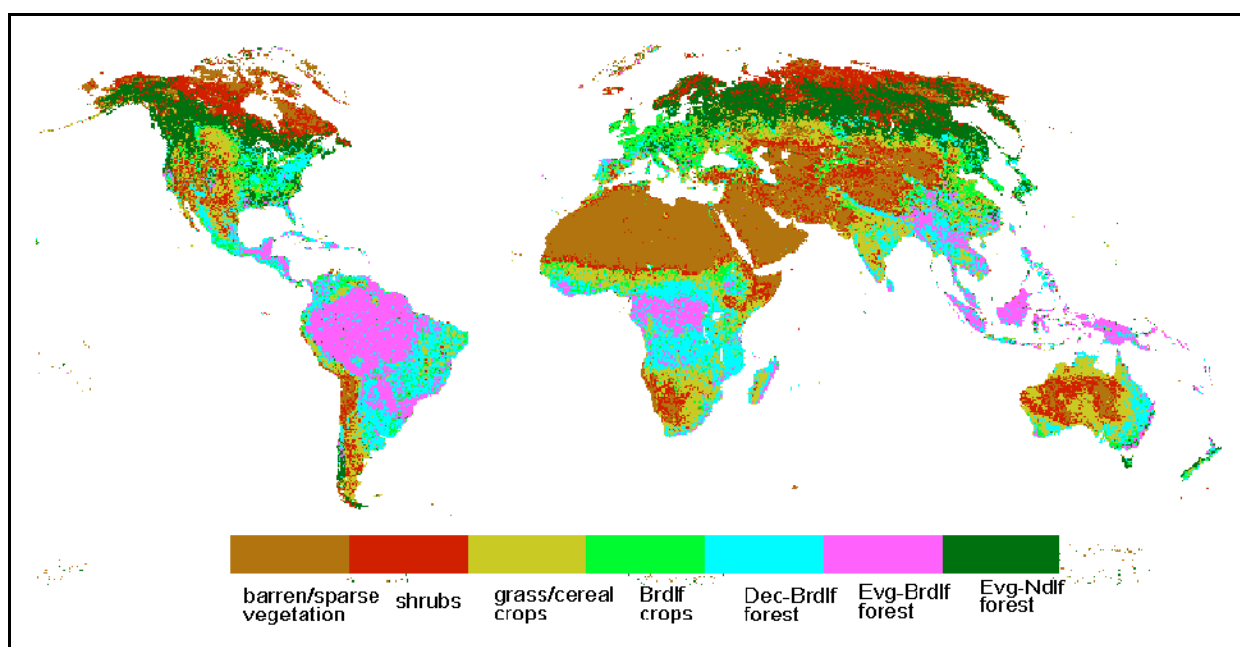 barren/sparse
vegetation
shrubs
grass/cereal
crops
Brdlf
crops
Dec-Brdlf
forest
Evg-Brdlf
forest
Evg-Ndlf
forest